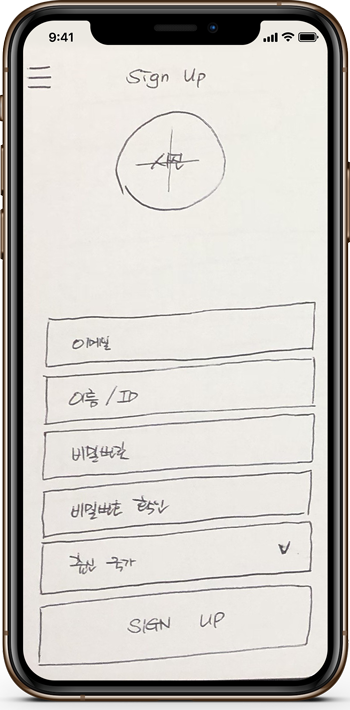 9:41
Sign Up
사진
이메일
이름 / ID
비밀번호
비밀번호 확인
출신 국가
SIGN UP